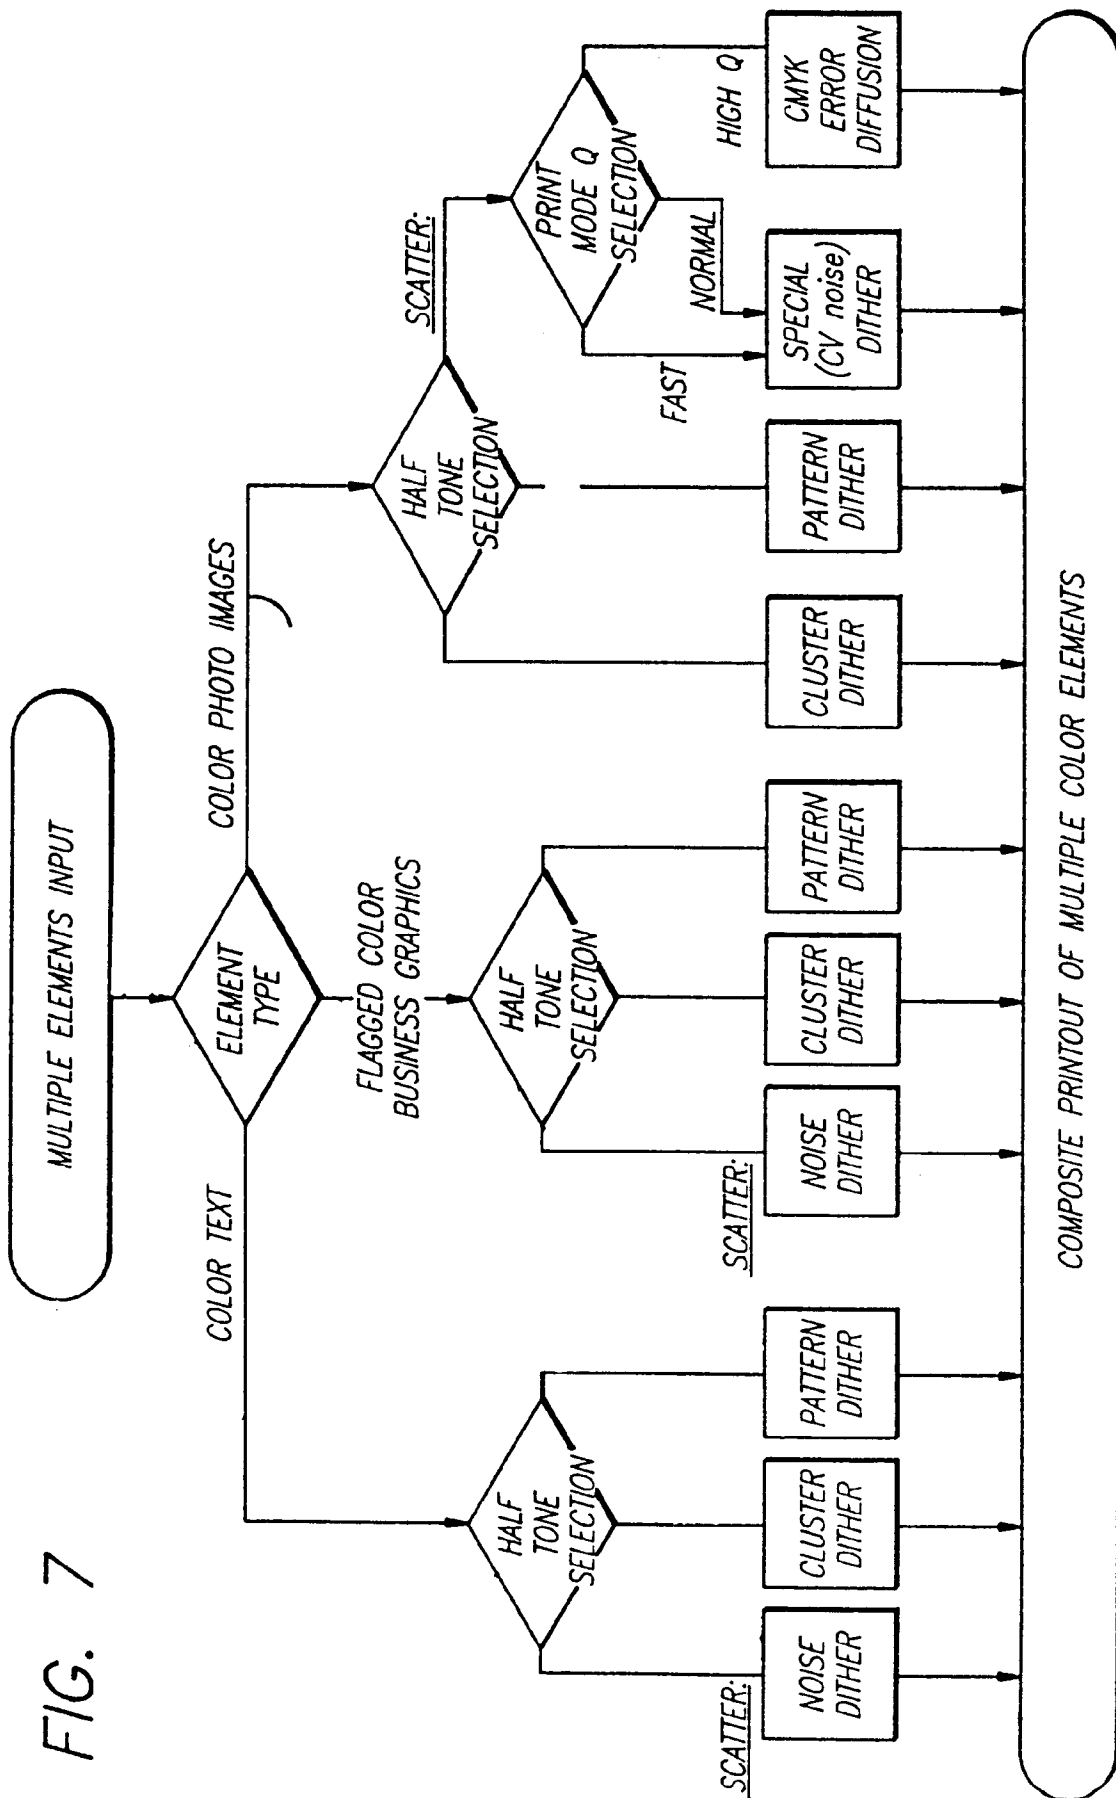 FIG. 7
MULTIPLE ELEMENTS INPUT
ELEMENT
TYPE
COLOR TEXT
FLAGGED COLOR
BUSINESS GRAPHICS
COLOR PHOTO IMAGES
HALF
TONE
SELECTION
HALF
TONE
SELECTION
HALF
TONE
SELECTION
SCATTER:
PRINT
MODE Q
SELECTION
FAST
NORMAL
HIGH Q
SCATTER:
NOISE
DITHER
CLUSTER
DITHER
PATTERN
DITHER
SCATTER:
NOISE
DITHER
CLUSTER
DITHER
PATTERN
DITHER
CLUSTER
DITHER
PATTERN
DITHER
SPECIAL
(CV noise)
DITHER
CMYK
ERROR
DIFFUSION
COMPOSITE PRINTOUT OF MULTIPLE COLOR ELEMENTS